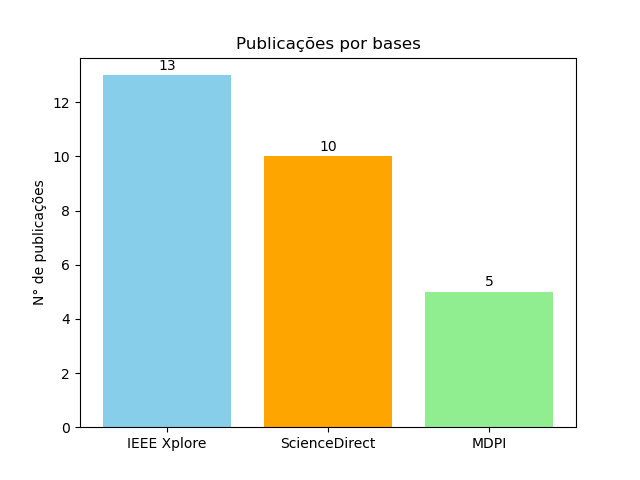 Publicações por bases
13
10
5
N° de publicações
12
10
8
6
4
2
0
IEEE Xplore
ScienceDirect
MDPI